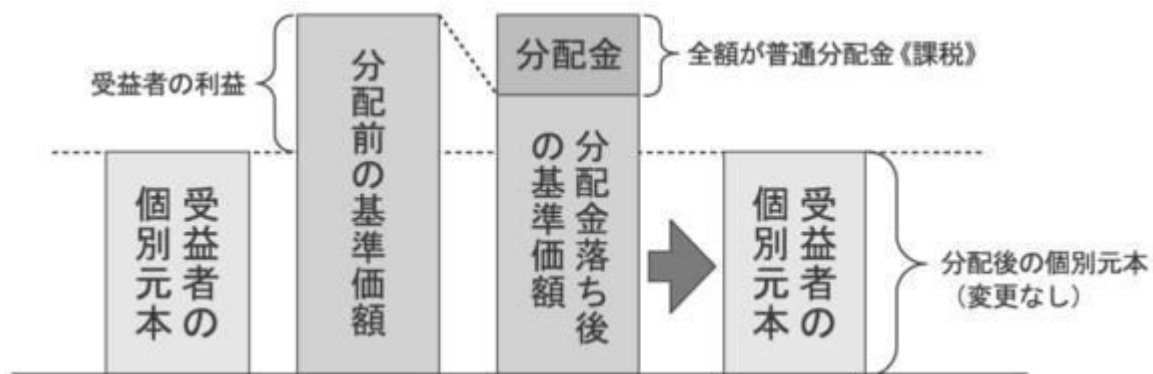 受益者の利益
受益者の
個別元本
分配前の基準価額
分配金
分配金落ち後
の基準価額
全額が普通分配金《課税》
受益者の
個別元本
分配後の個別元本
（変更なし）